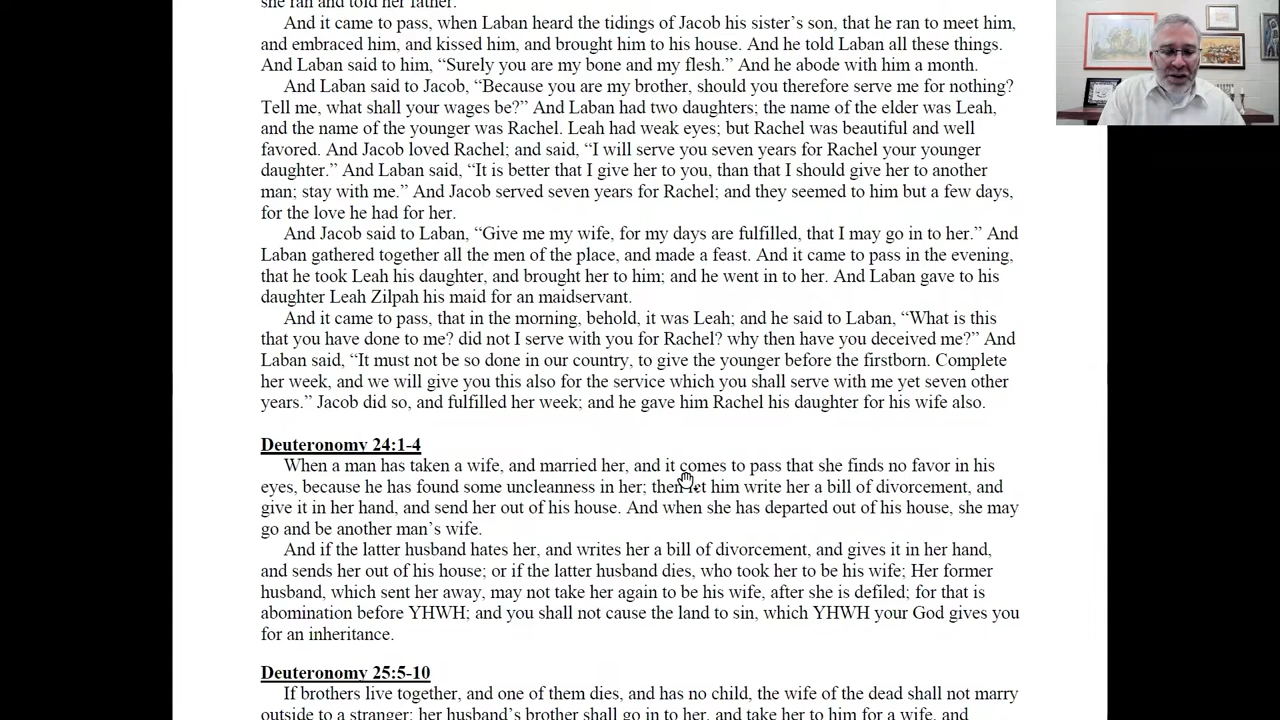 she ran and told her father.
And it came to pass, when Laban heard the tidings of Jacob his sister’s son, that he ran to meet him,
and embraced him, and kissed him, and brought him to his house. And he told Laban all these things.
And Laban said to him, “Surely you are my bone and my flesh.” And he abode with him a month.
And Laban said to Jacob, “Because you are my brother, should you therefore serve me for nothing?
Tell me, what shall your wages be?” And Laban had two daughters; the name of the elder was Leah,
and the name of the younger was Rachel. Leah had weak eyes; but Rachel was beautiful and well
favored. And Jacob loved Rachel; and said, “I will serve you seven years for Rachel your younger
daughter.” And Laban said, “It is better that I give her to you, than that I should give her to another
man; stay with me.” And Jacob served seven years for Rachel; and they seemed to him but a few days,
for the love he had for her.
And Jacob said to Laban, “Give me my wife, for my days are fulfilled, that I may go in to her.” And
Laban gathered together all the men of the place, and made a feast. And it came to pass in the evening,
that he took Leah his daughter, and brought her to him; and he went in to her. And Laban gave to his
daughter Leah Zilpah his maid for an maidservant.
And it came to pass, that in the morning, behold, it was Leah; and he said to Laban, “What is this
that you have done to me? did not I serve with you for Rachel? why then have you deceived me?” And
Laban said, “It must not be so done in our country, to give the younger before the firstborn. Complete
her week, and we will give you this also for the service which you shall serve with me yet seven other
years.” Jacob did so, and fulfilled her week; and he gave him Rachel his daughter for his wife also.
Deuteronomy 24:1-4
When a man has taken a wife, and married her, and it comes to pass that she finds no favor in his
eyes, because he has found some uncleanness in her; then let him write her a bill of divorcement, and
give it in her hand, and send her out of his house. And when she has departed out of his house, she may
go and be another man’s wife.
And if the latter husband hates her, and writes her a bill of divorcement, and gives it in her hand,
and sends her out of his house; or if the latter husband dies, who took her to be his wife; Her former
husband, which sent her away, may not take her again to be his wife, after she is defiled; for that is
abomination before YHWH; and you shall not cause the land to sin, which YHWH your God gives you
for an inheritance.
Deuteronomy 25:5-10
If brothers live together, and one of them dies, and has no child, the wife of the dead shall not marry
outside to a stranger; her husband’s brother shall go in to her, and take her to him for a wife, and